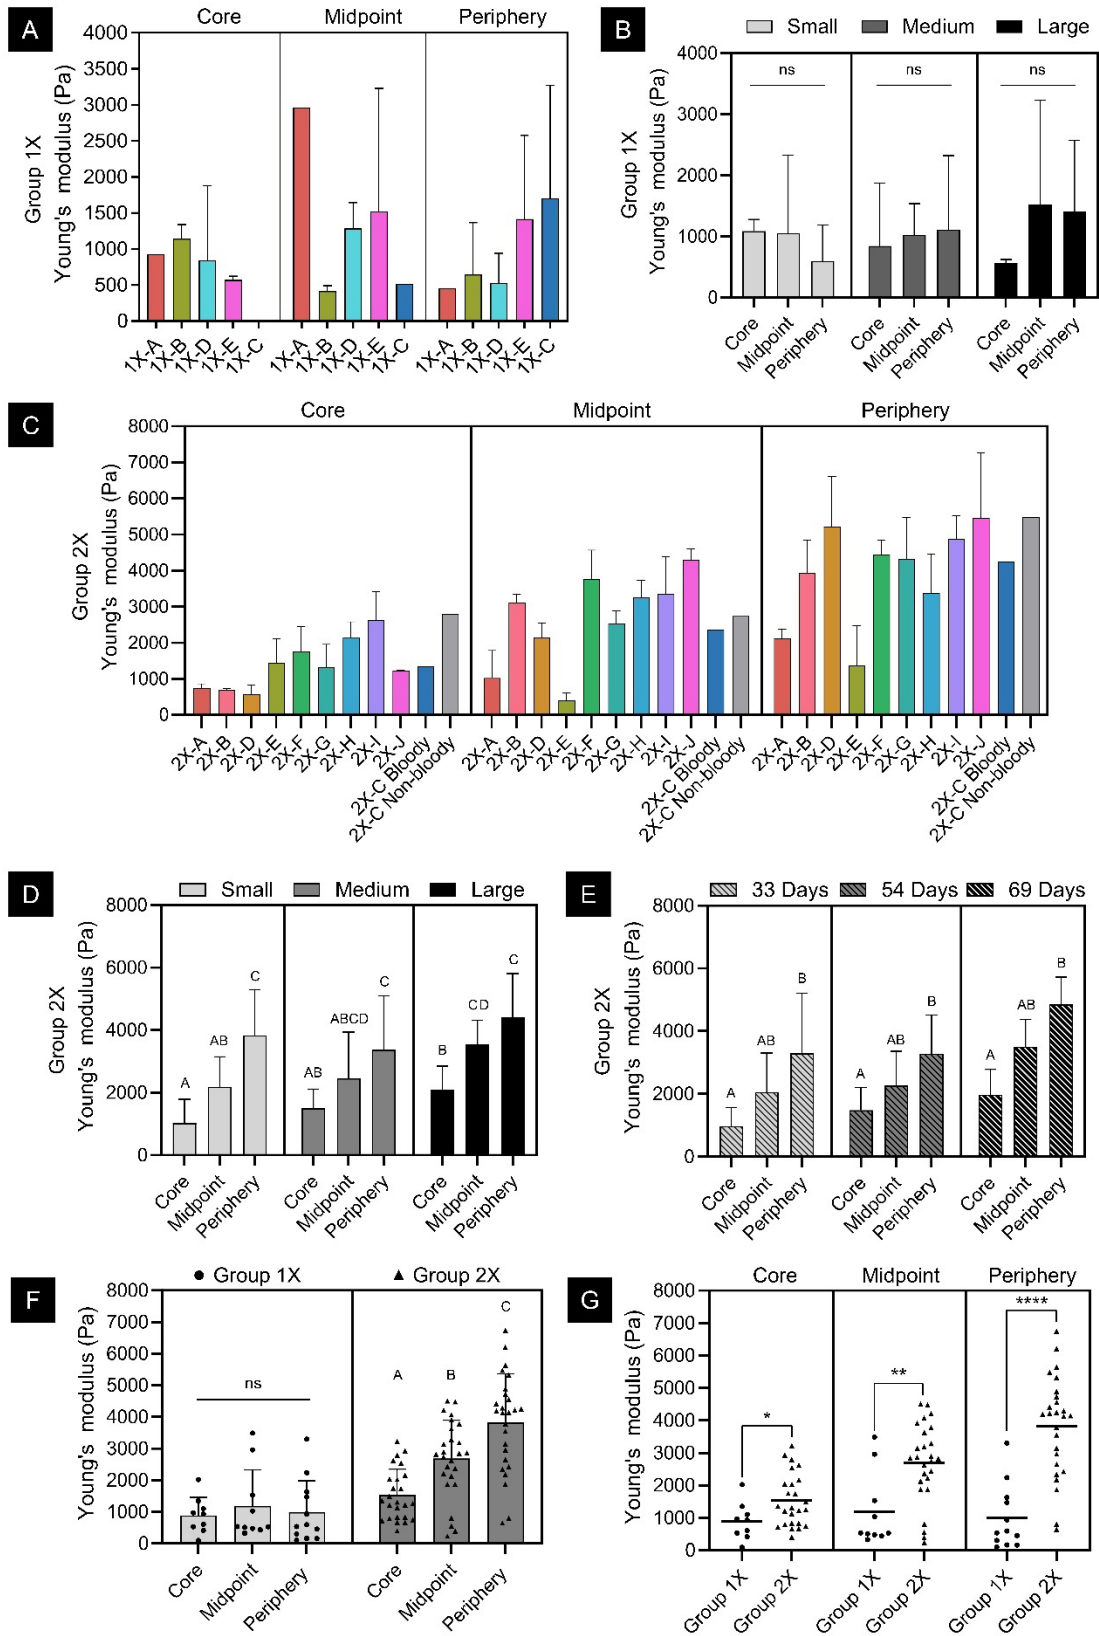 A
Core Midpoint Periphery
Group 1X
Young's modulus (Pa)
4000
3500
3000
2500
2000
1500
1000
500
0
1X-A 1X-B 1X-D 1X-E 1X-C 1X-A 1X-B 1X-D 1X-E 1X-C 1X-A 1X-B 1X-D 1X-E 1X-C
B
Small Medium Large
Group 1X
Young's modulus (Pa)
4000
3000
2000
1000
0
ns ns ns
Core Midpoint Periphery Core Midpoint Periphery Core Midpoint Periphery
C
Core Midpoint Periphery
Group 2X
Young's modulus (Pa)
8000
7000
6000
5000
4000
3000
2000
1000
0
2X-A 2X-B 2X-D 2X-E 2X-F 2X-G 2X-H 2X-I 2X-J 2X-C Bloody 2X-C Non-bloody 2X-A 2X-B 2X-D 2X-E 2X-F 2X-G 2X-H 2X-I 2X-J 2X-C Bloody 2X-C Non-bloody 2X-A 2X-B 2X-D 2X-E 2X-F 2X-G 2X-H 2X-I 2X-J 2X-C Bloody 2X-C Non-bloody
D
Small Medium Large
Group 2X
Young's modulus (Pa)
8000
6000
4000
2000
0
A AB C AB ABCD C B CD C
Core Midpoint Periphery Core Midpoint Periphery Core Midpoint Periphery
E
33 Days 54 Days 69 Days
Group 2X
Young's modulus (Pa)
8000
6000
4000
2000
0
A AB B A AB B A AB B
Core Midpoint Periphery Core Midpoint Periphery Core Midpoint Periphery
F
Group 1X Group 2X
Young's modulus (Pa)
8000
7000
6000
5000
4000
3000
2000
1000
0
ns A B C
Core Midpoint Periphery Core Midpoint Periphery
G
Core Midpoint Periphery
Young's modulus (Pa)
8000
7000
6000
5000
4000
3000
2000
1000
0
* ** ****
Group 1X Group 2X Group 1X Group 2X Group 1X Group 2X